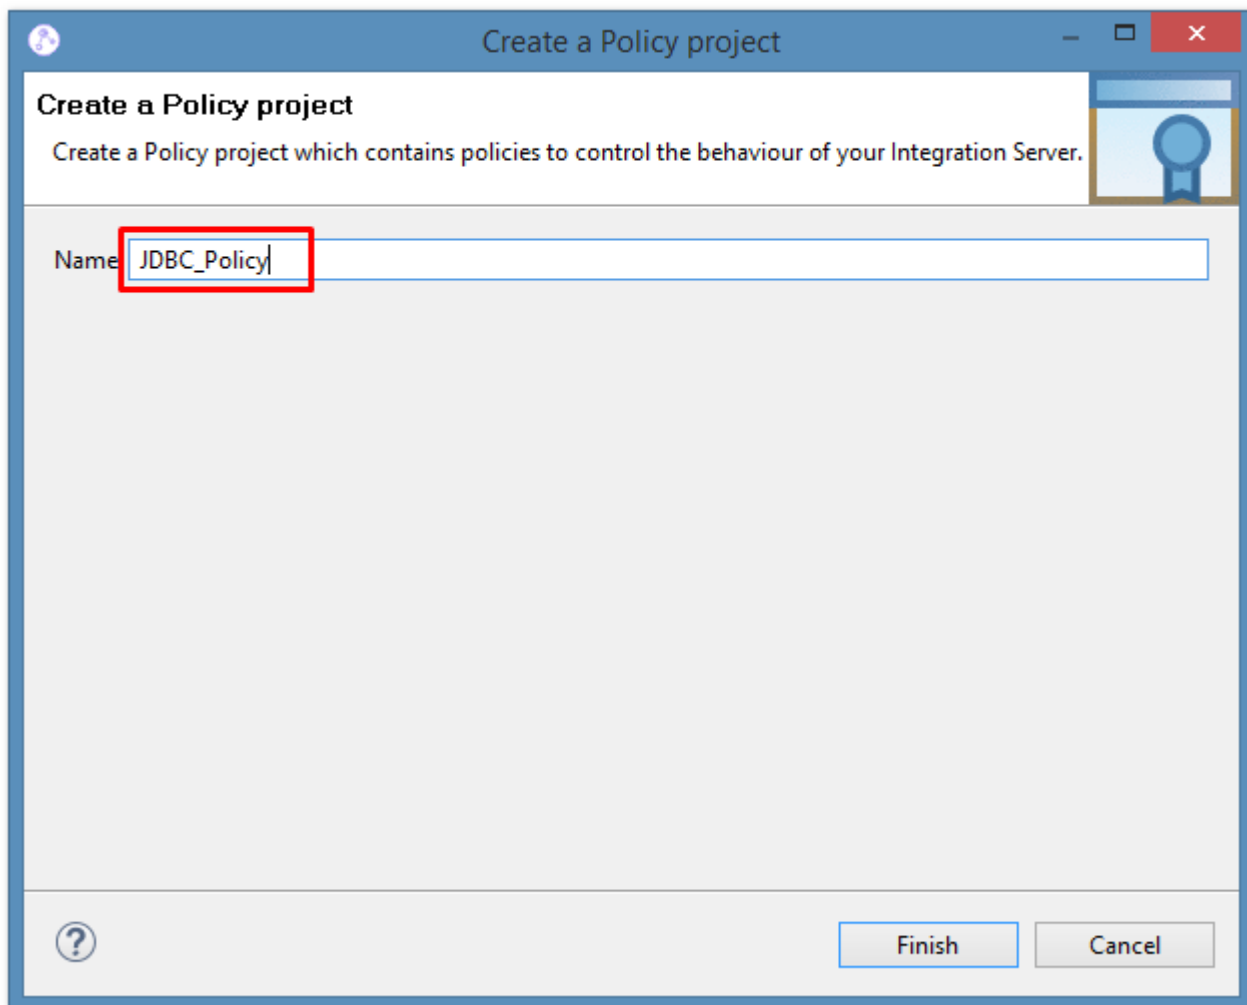 Create a Policy project
Create a Policy project
Create a Policy project which contains policies to control the behaviour of your Integration Server.
Name JDBC_Policy
?
Finish Cancel